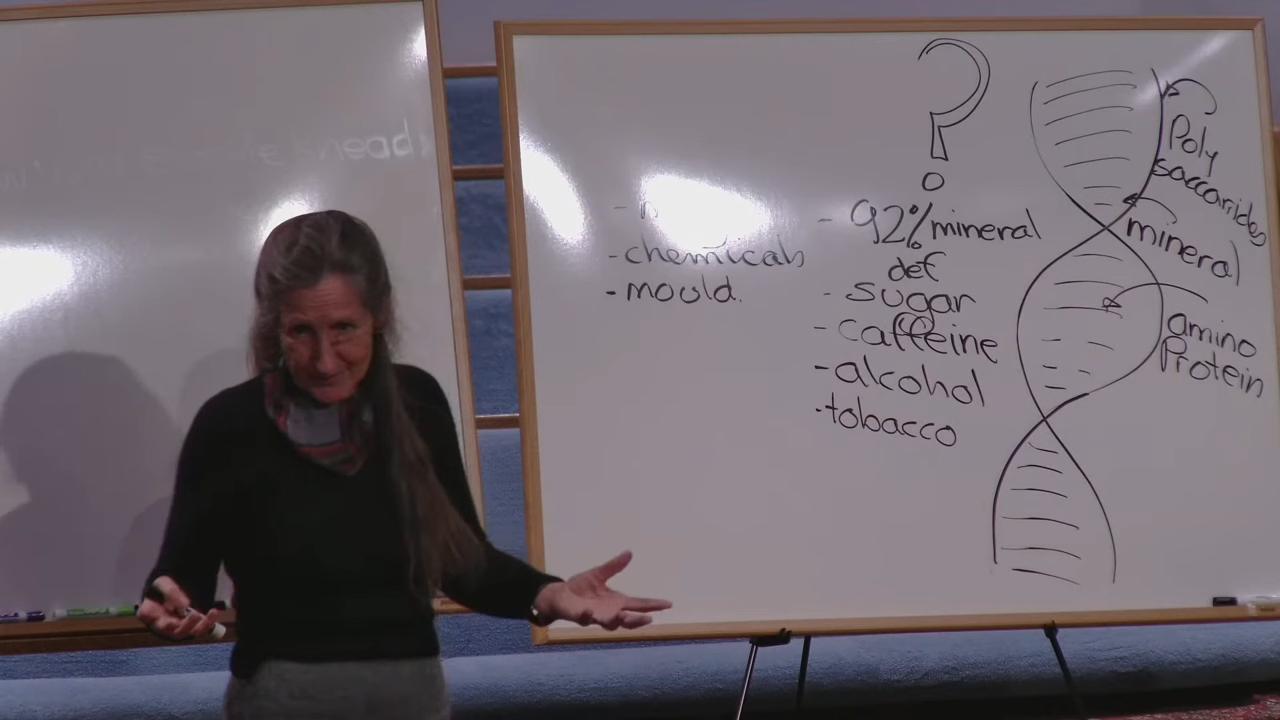 ?
- chemicals
- mould.
- 92% mineral
def
- sugar
- caffeine
- alcohol
- tobacco
Poly
saccarides
mineral
amino
Protein